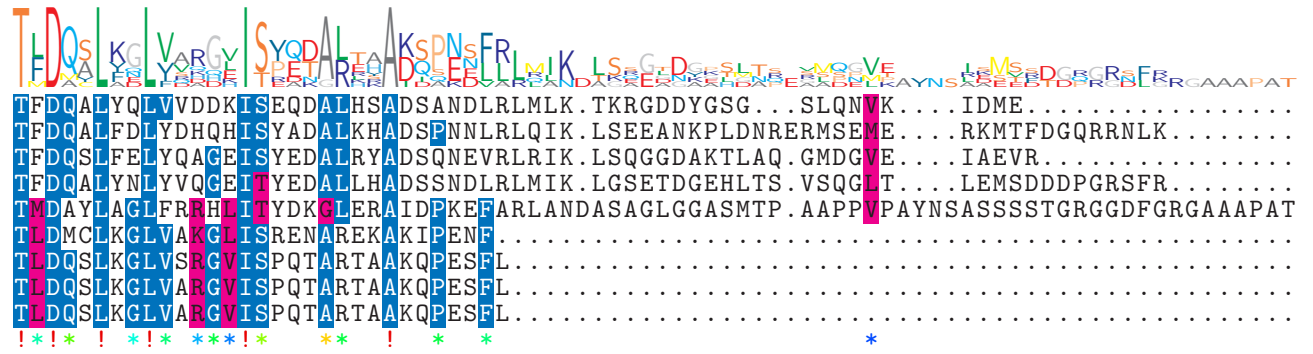 TFDQALYQLVVDDKISEQDALHSADSANDLRLMLK.TKRGDDYGSG...SLQNVK....IDME.................
TFDQALFDLYDHQHISYADALKHADSPNNLRLQIK.LSEEANKPLDNRERMSEME....RKMTFDGQRRNLK........
TFDQSLFELYQAGEISYEDALRYADSQNEVRLRIK.LSQGGDAKTLAQ.GMDGVE....IAEVR................
TFDQALYNLYVQGEITYEDALLHADSSNDLRLMIK.LGSETDGEHLTS.VSQGLT....LEMSDDDPGRSFR........
TMDAYLAGLFRRHLITYDKGLERAIDPKEFARLANDASAGLGGASMTP.AAPPVPAYNSASSSSTGRGGDFGRGAAAPAT
TLDMCLKGLVAKGLISRENAREKAKIPENF..................................................
TLDQSLKGLVSRGVISPQTARTAAKQPESFL.................................................
TLDQSLKGLVARGVISPQTARTAAKQPESFL.................................................
TLDQSLKGLVARGVISPQTARTAAKQPESFL.................................................
!*!* ! *!* ****!* ** ! * * *